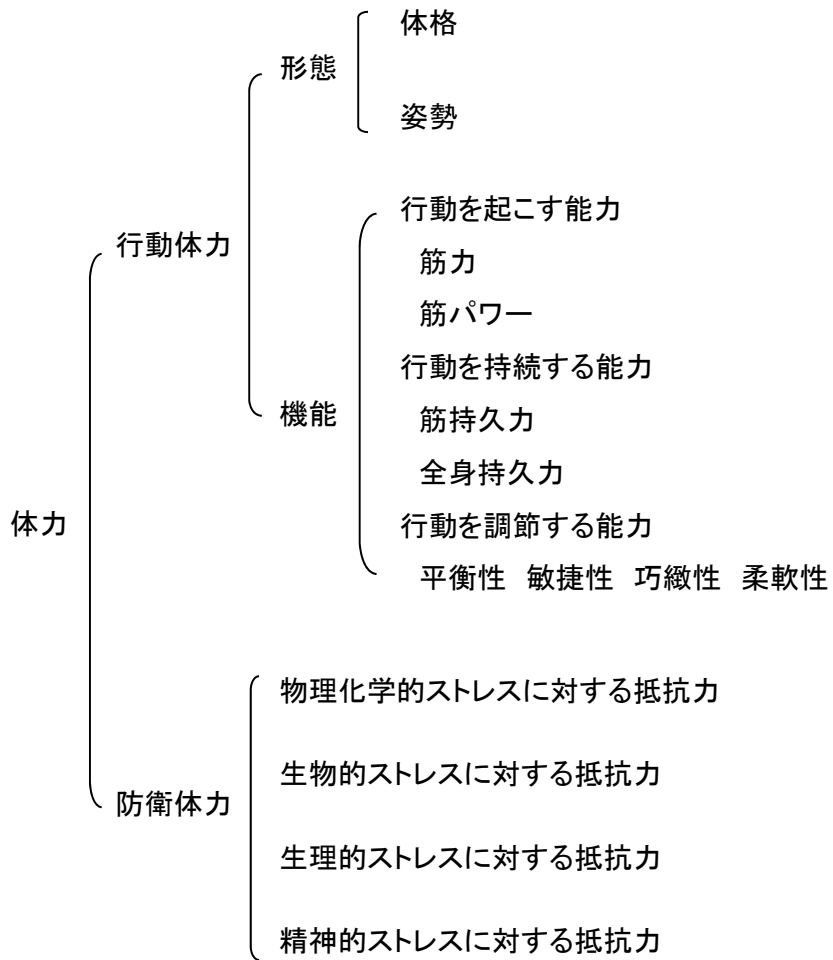 体格
形態
姿勢
行動を起こす能力
行動体力
筋力
筋パワー
行動を持続する能力
機能
筋持久力
全身持久力
体力
行動を調節する能力
平衡性 敏捷性 巧緻性 柔軟性
物理化学的ストレスに対する抵抗力
生物的ストレスに対する抵抗力
防衛体力
生理的ストレスに対する抵抗力
精神的ストレスに対する抵抗力